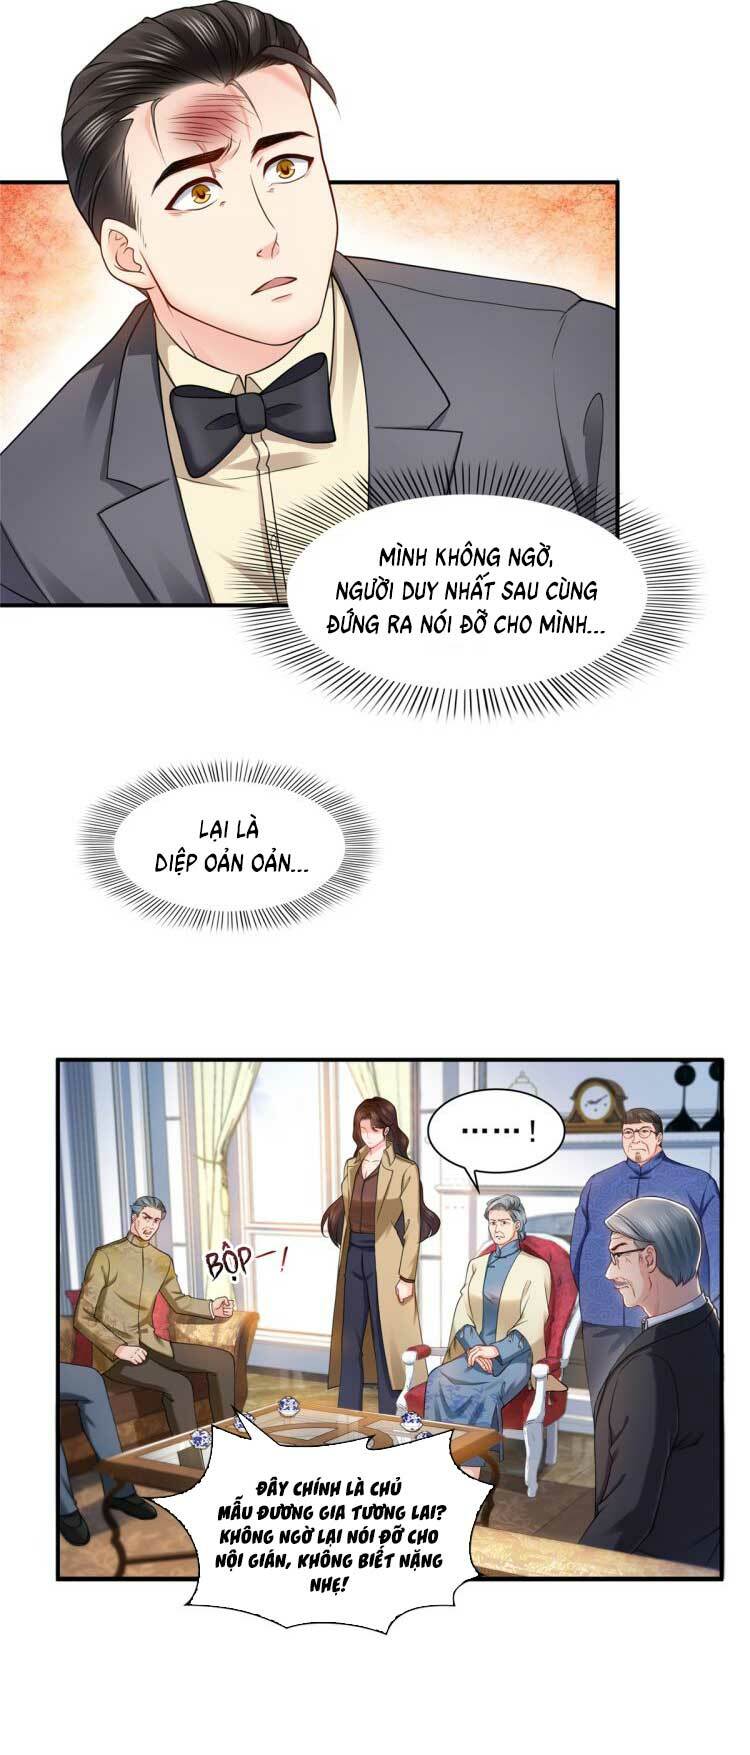 MÌNH KHÔNG NGỜ,
NGƯỜI DUY NHẤT SAU CÙNG
ĐỨNG RA NÓI ĐỠ CHO MÌNH...
LẠI LÀ
DIỆP OẢN OẢN...
......!
BỘP-!
ĐÂY CHÍNH LÀ CHỦ
MẪU ĐƯƠNG GIA TƯƠNG LAI?
KHÔNG NGỜ LẠI NÓI ĐỠ CHO
NỘI GIÁN, KHÔNG BIẾT NẶNG
NHẸ!